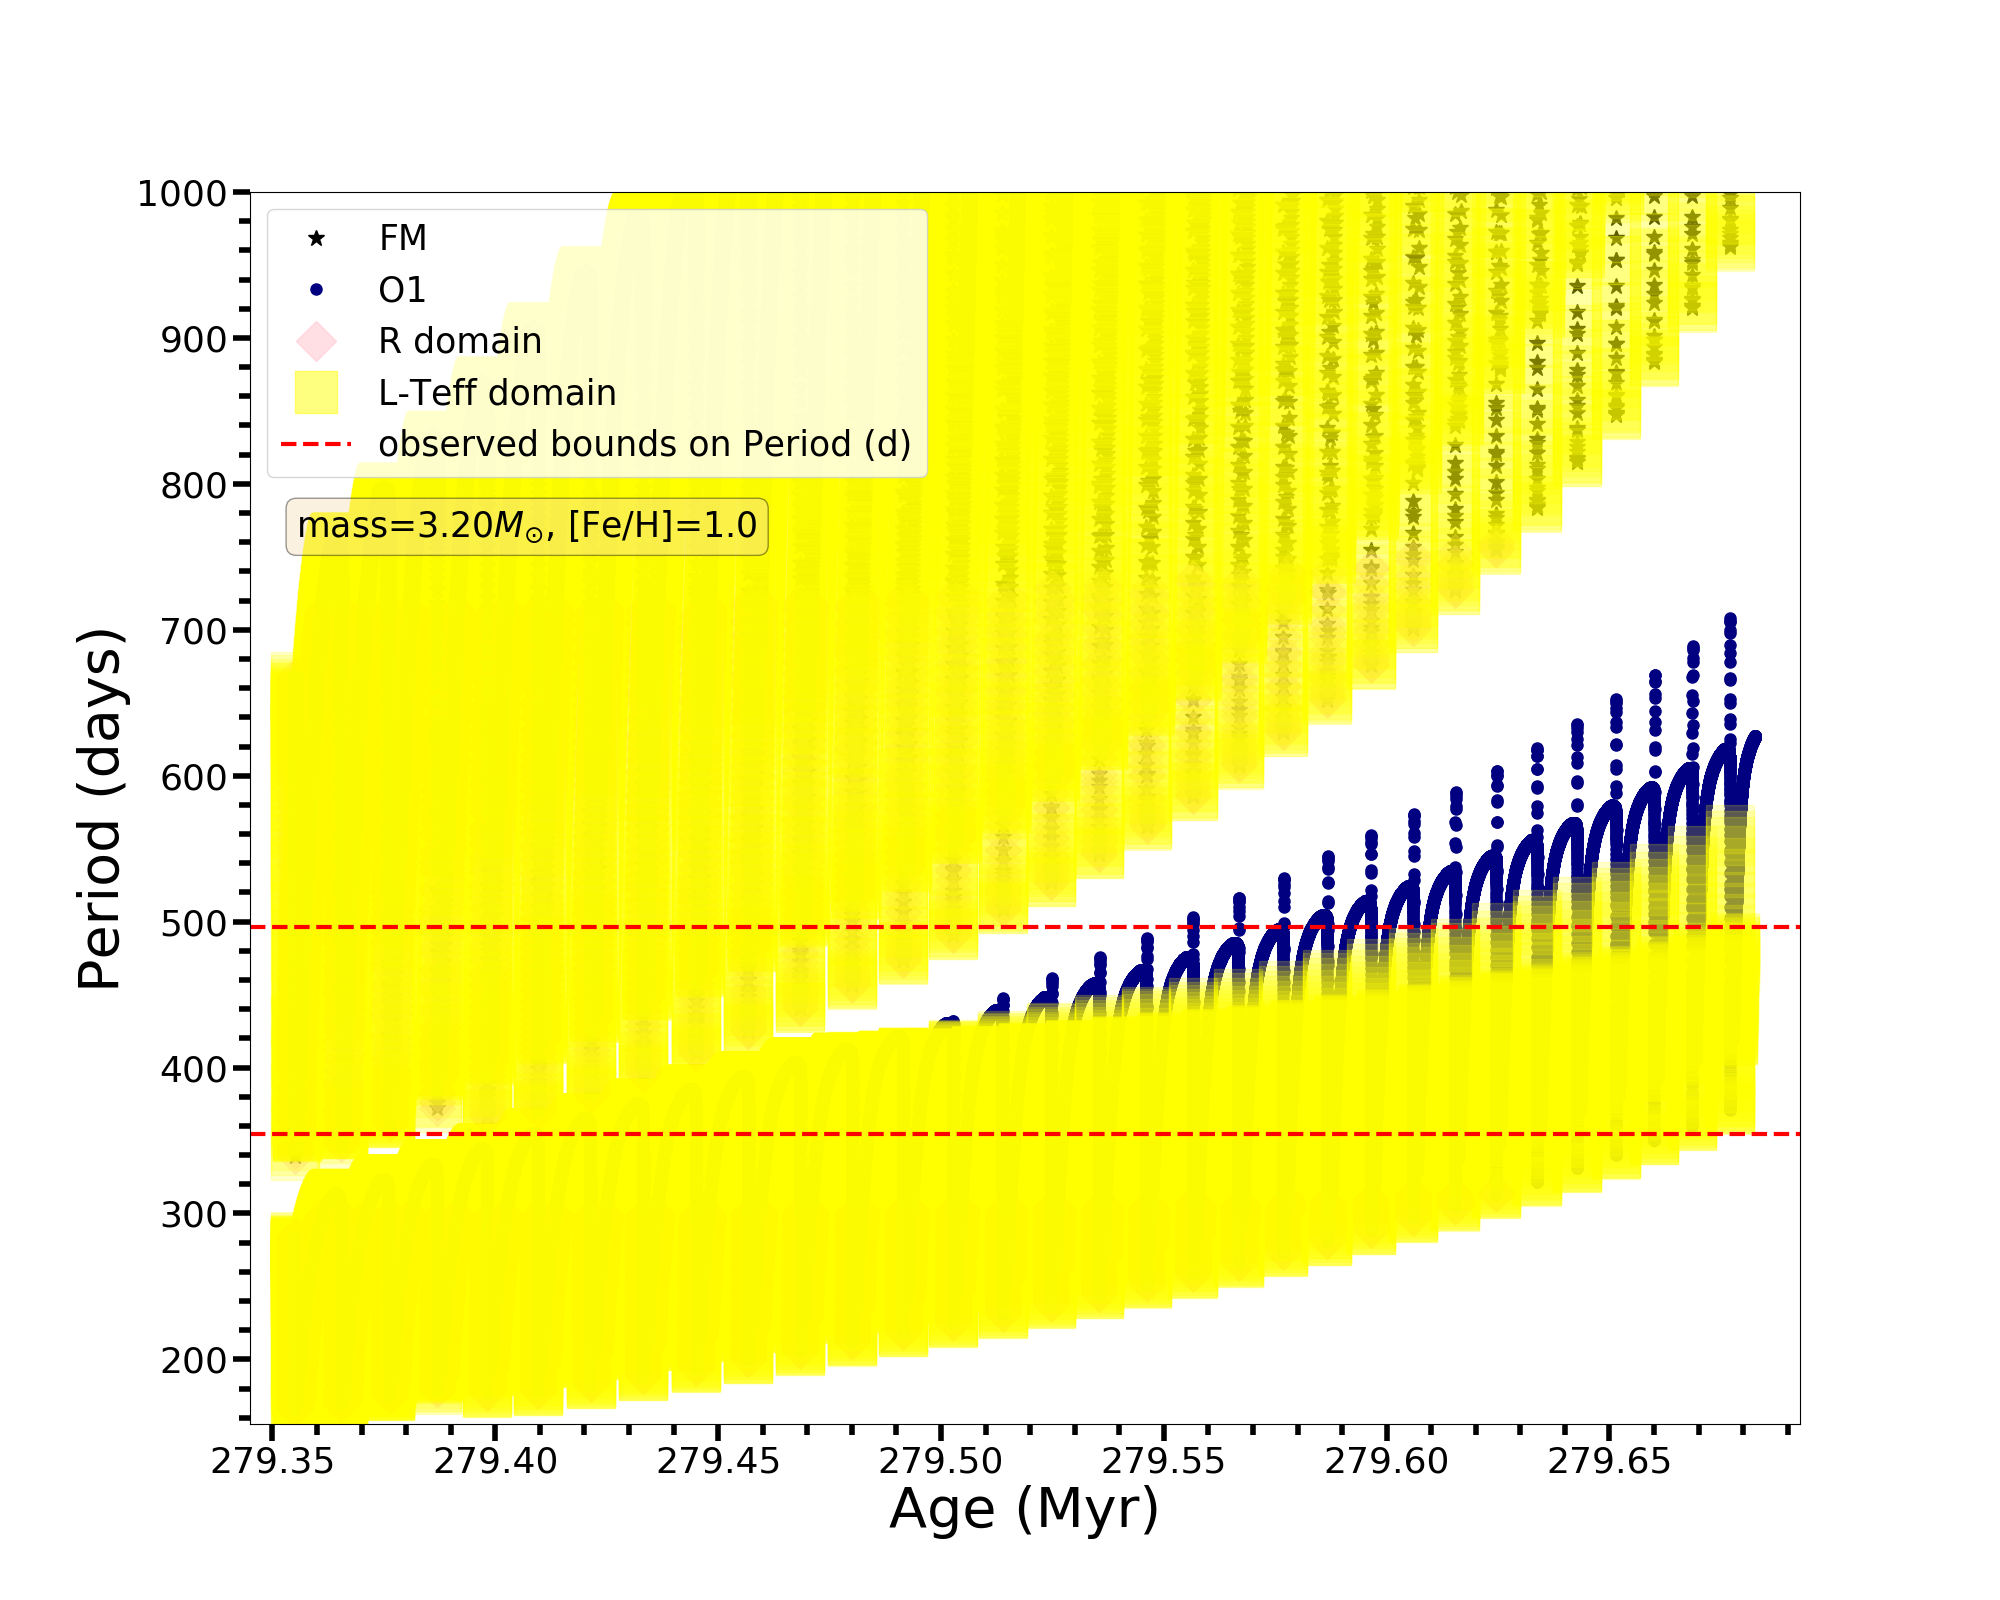 1000
900
800
700
600
500
400
300
200
Period (days)
FM
O1
R domain
L-Teff domain
observed bounds on Period (d)
mass=3.20M⊙, [Fe/H]=1.0
279.35 279.40 279.45 279.50 279.55 279.60 279.65
Age (Myr)